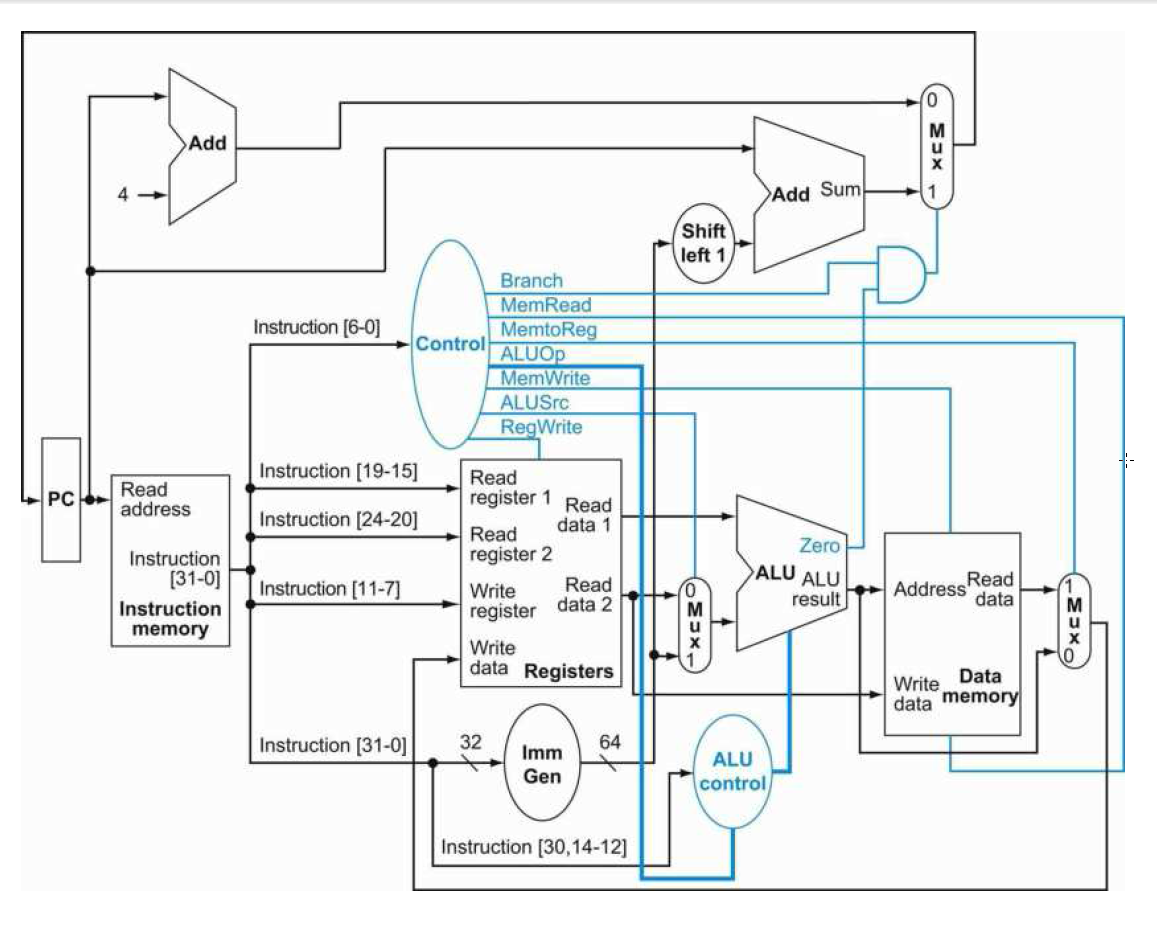 Add
4
Add Sum
0
M
u
x
1
Shift
left 1
Branch
MemRead
MemtoReg
ALUOp
MemWrite
ALUSrc
RegWrite
Control
Instruction [6-0]
Instruction [19-15]
Instruction [24-20]
Instruction [11-7]
Instruction [31-0]
PC
Read
address
Instruction
[31-0]
Instruction
memory
Read
register 1
Read
register 2
Write
register
Write
data
Read
data 1
Read
data 2
Registers
0
M
u
x
1
Zero
ALU
ALU
result
Address
Read
data
Write
data
Data
memory
1
M
u
x
0
32
Imm
Gen
64
ALU
control
Instruction [30,14-12]